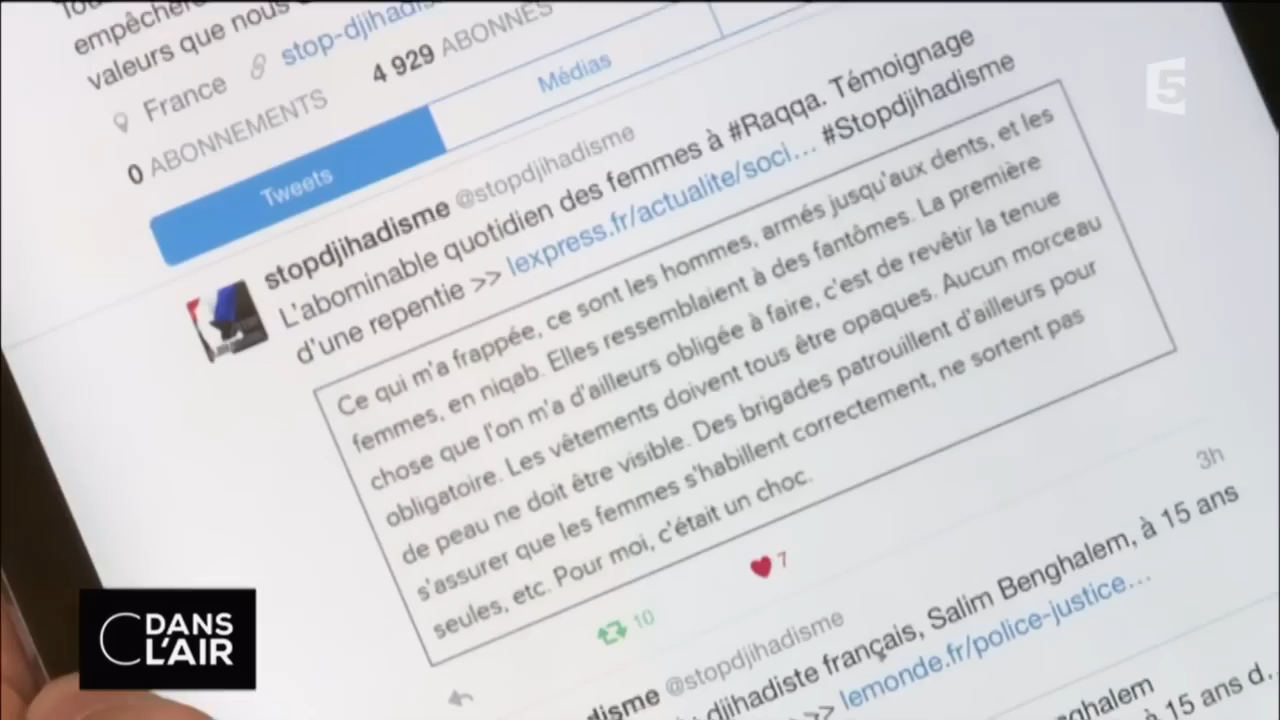 empêcher
valeurs que nous
France stop-djihadis
0 ABONNEMENTS 4 929 ABONNÉS
Tweets Médias
stopdjihadisme @stopdjihadisme
L'abominable quotidien des femmes à #Raqqa. Témoignage
d'une repentie >> lexpress.fr/actualite/soci… #Stopdjihadisme
Ce qui m'a frappée, ce sont les hommes, armés jusqu'aux dents, et les
femmes, en niqab. Elles ressemblaient à des fantômes. La première
chose que l'on m'a d'ailleurs obligée à faire, c'est de revêtir la tenue
obligatoire. Les vêtements doivent tous être opaques. Aucun morceau
de peau ne doit être visible. Des brigades patrouillent d'ailleurs pour
s'assurer que les femmes s'habillent correctement, ne sortent pas
seules, etc. Pour moi, c'était un choc.
10 7
3h
disme @stopdjihadisme
djihadiste français, Salim Benghalem, à 15 ans
>> lemonde.fr/police-justice…
ghalem
à 15 ans d…
5
C DANS
L'AIR